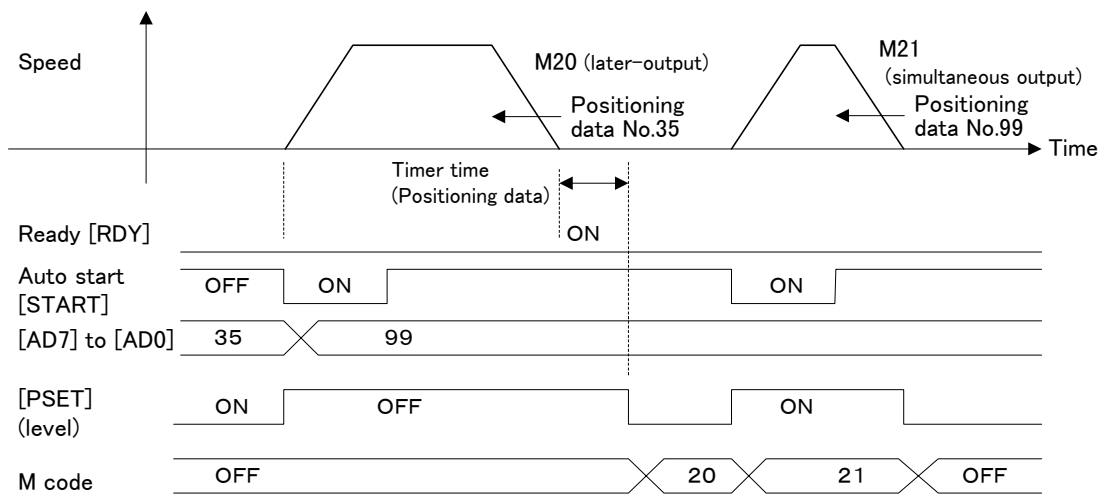 Speed
M20 (later-output)
Positioning
data No.35
M21
(simultaneous output)
Positioning
data No.99
Time
Timer time
(Positioning data)
Ready [RDY]
ON
Auto start
[START]
OFF
ON
ON
[AD7] to [AD0]
35
99
[PSET]
(level)
ON
OFF
ON
M code
OFF
20
21
OFF